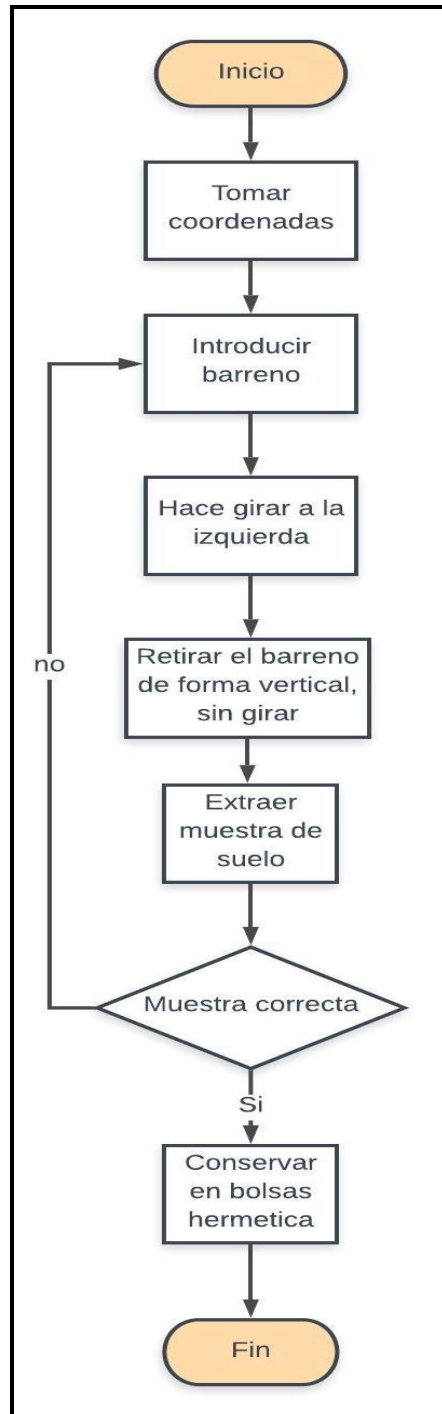 Inicio
Tomar
coordenadas
Introducir
barreno
Hace girar a la
izquierda
no
Retirar el barreno
de forma vertical,
sin girar
Extraer
muestra de
suelo
Muestra correcta
Si
Conservar
en bolsas
hermetica
Fin